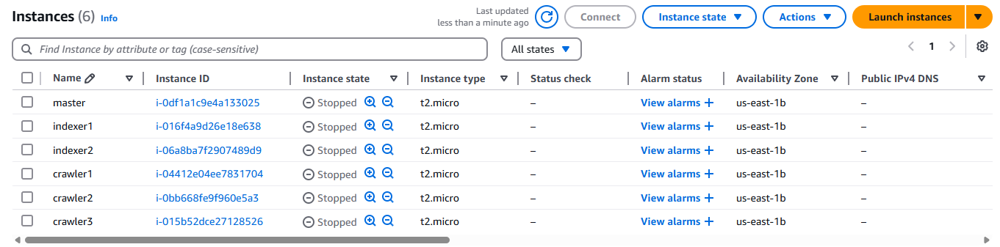 Instances (6) Info Last updated less than a minute ago Connect Instance state Actions Launch instances
Find Instance by attribute or tag (case-sensitive) All states 1
Name Instance ID Instance state Instance type Status check Alarm status Availability Zone Public IPv4 DNS
master i-0df1a1c9e4a133025 Stopped t2.micro – View alarms + us-east-1b –
indexer1 i-016f4a9d26e18e638 Stopped t2.micro – View alarms + us-east-1b –
indexer2 i-06a8ba7f2907489d9 Stopped t2.micro – View alarms + us-east-1b –
crawler1 i-04412e04ee7831704 Stopped t2.micro – View alarms + us-east-1b –
crawler2 i-0bb668fe9f960e5a3 Stopped t2.micro – View alarms + us-east-1b –
crawler3 i-015b52dce27128526 Stopped t2.micro – View alarms + us-east-1b –